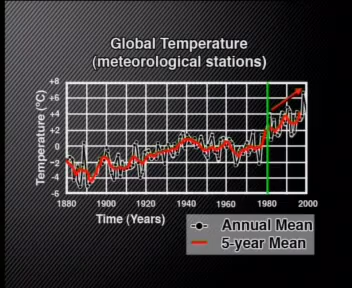 Global Temperature
(meteorological stations)
Temperature (°C)
+8
+6
+4
+2
0
-2
-4
-6
1880 1900 1920 1940 1960 1980 2000
Time (Years)
Annual Mean
5-year Mean